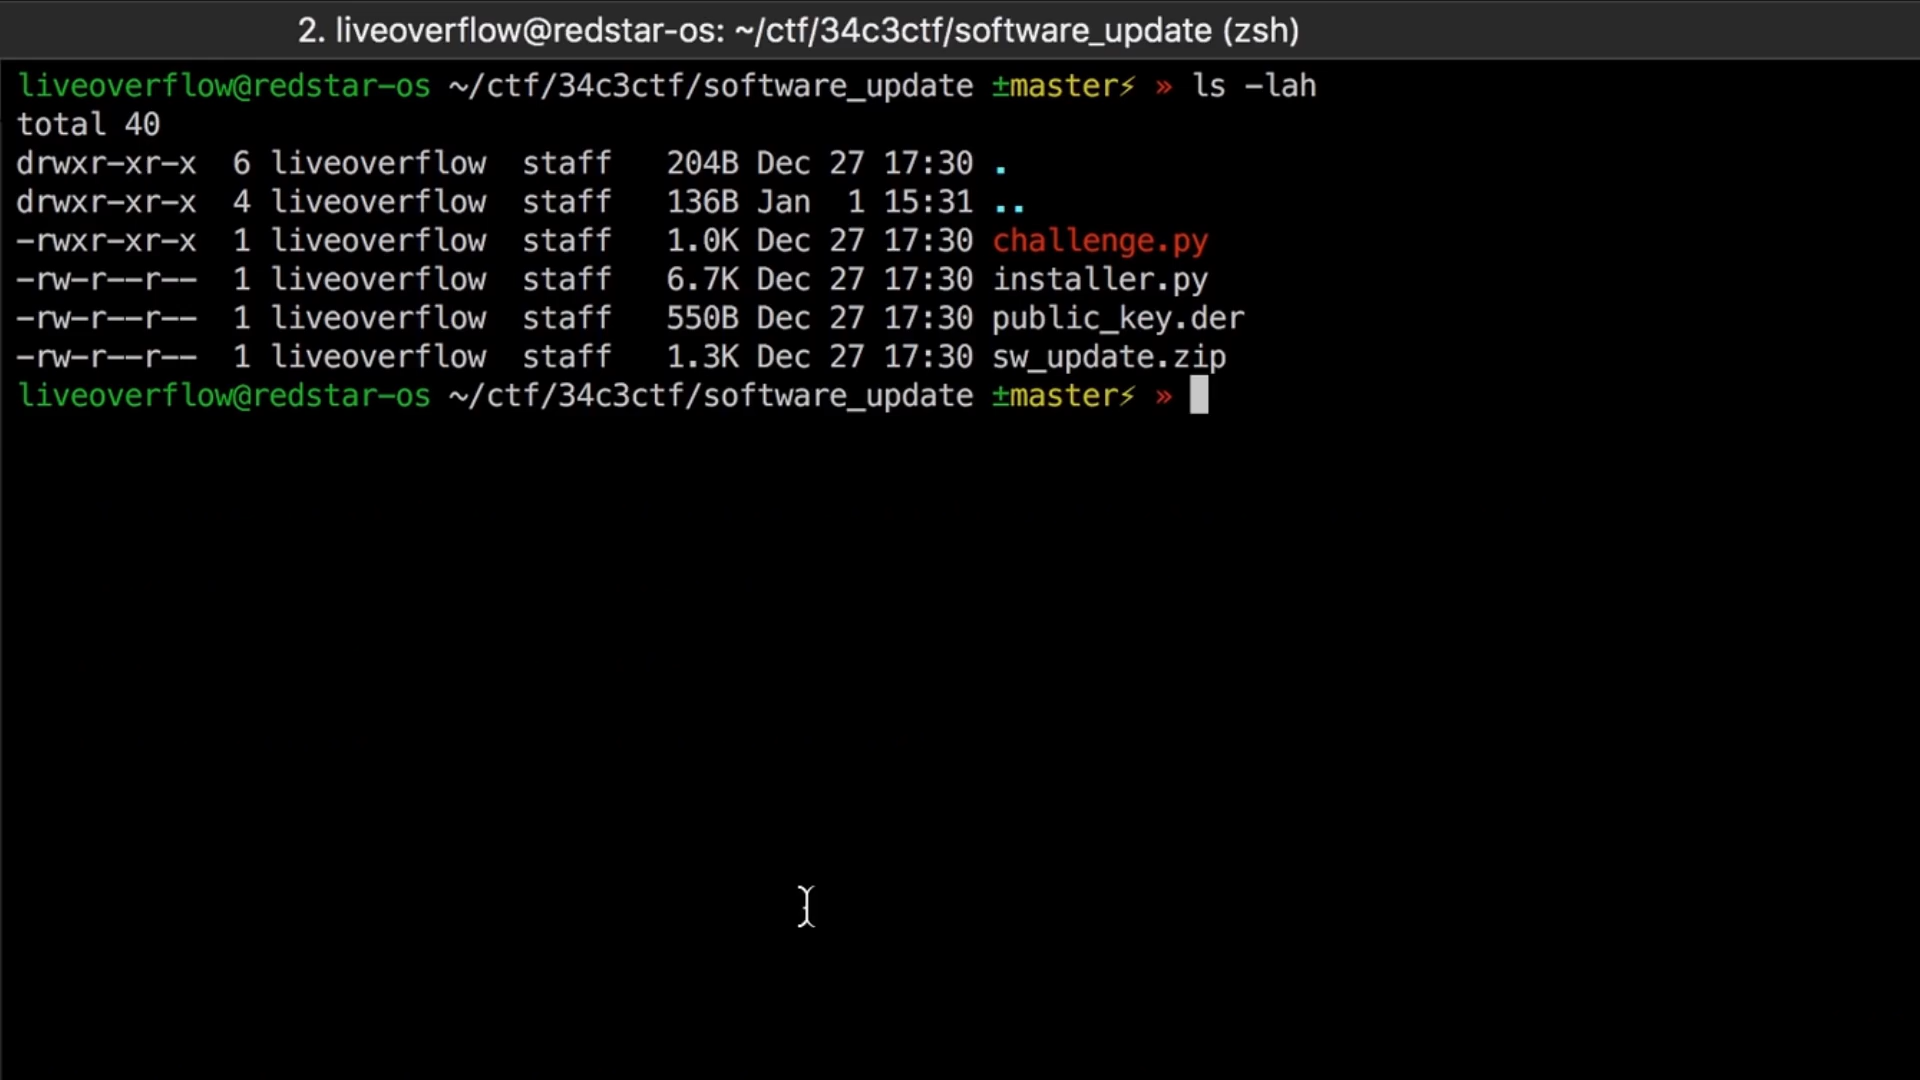 2. liveoverflow@redstar-os: ~/ctf/34c3ctf/software_update (zsh)
liveoverflow@redstar-os ~/ctf/34c3ctf/software_update ±master⚡ » ls -lah
total 40
drwxr-xr-x  6 liveoverflow  staff   204B Dec 27 17:30 .
drwxr-xr-x  4 liveoverflow  staff   136B Jan  1 15:31 ..
-rwxr-xr-x  1 liveoverflow  staff   1.0K Dec 27 17:30 challenge.py
-rw-r--r--  1 liveoverflow  staff   6.7K Dec 27 17:30 installer.py
-rw-r--r--  1 liveoverflow  staff   550B Dec 27 17:30 public_key.der
-rw-r--r--  1 liveoverflow  staff   1.3K Dec 27 17:30 sw_update.zip
liveoverflow@redstar-os ~/ctf/34c3ctf/software_update ±master⚡ »